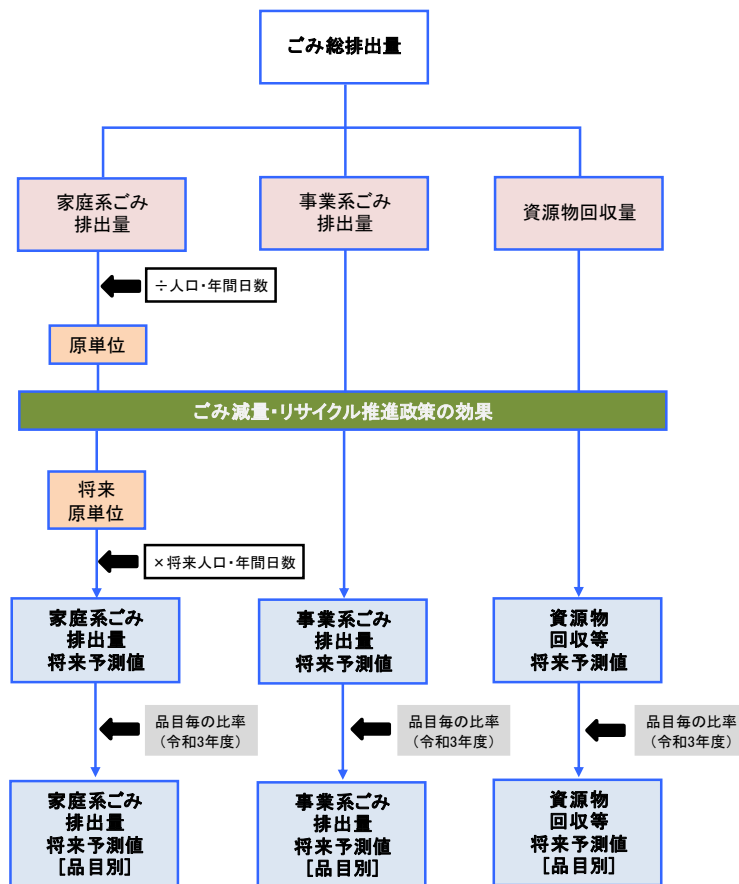 ごみ総排出量
家庭系ごみ
排出量
事業系ごみ
排出量
資源物回収量
÷人口・年間日数
原単位
ごみ減量・リサイクル推進政策の効果
将来
原単位
×将来人口・年間日数
家庭系ごみ
排出量
将来予測値
事業系ごみ
排出量
将来予測値
資源物
回収等
将来予測値
品目毎の比率
（令和3年度）
品目毎の比率
（令和3年度）
品目毎の比率
（令和3年度）
家庭系ごみ
排出量
将来予測値
[品目別]
事業系ごみ
排出量
将来予測値
[品目別]
資源物
回収等
将来予測値
[品目別]